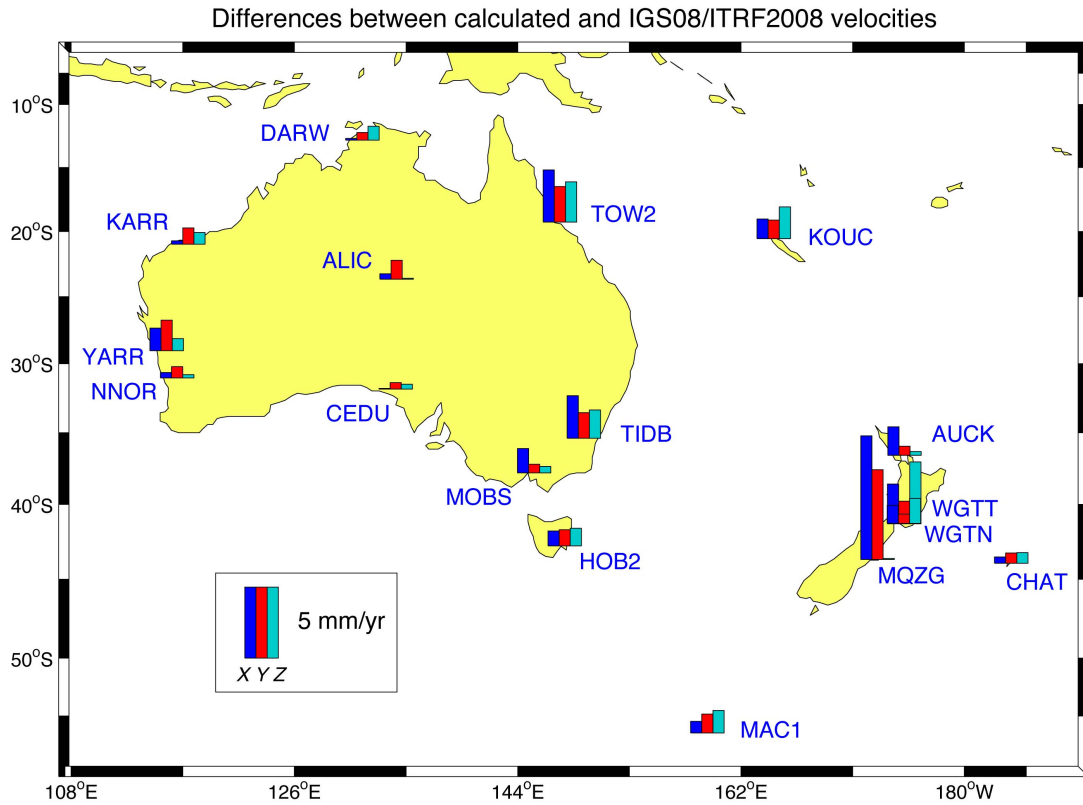 Differences between calculated and IGS08/ITRF2008 velocities
10°S
DARW
TOW2
KARR
20°S
KOUC
ALIC
YARR
30°S
NNOR
CEDU
TIDB
AUCK
MOBS
40°S
WGTT
WGTN
HOB2
MQZG
CHAT
5 mm/yr
X Y Z
50°S
MAC1
108°E 126°E 144°E 162°E 180°W